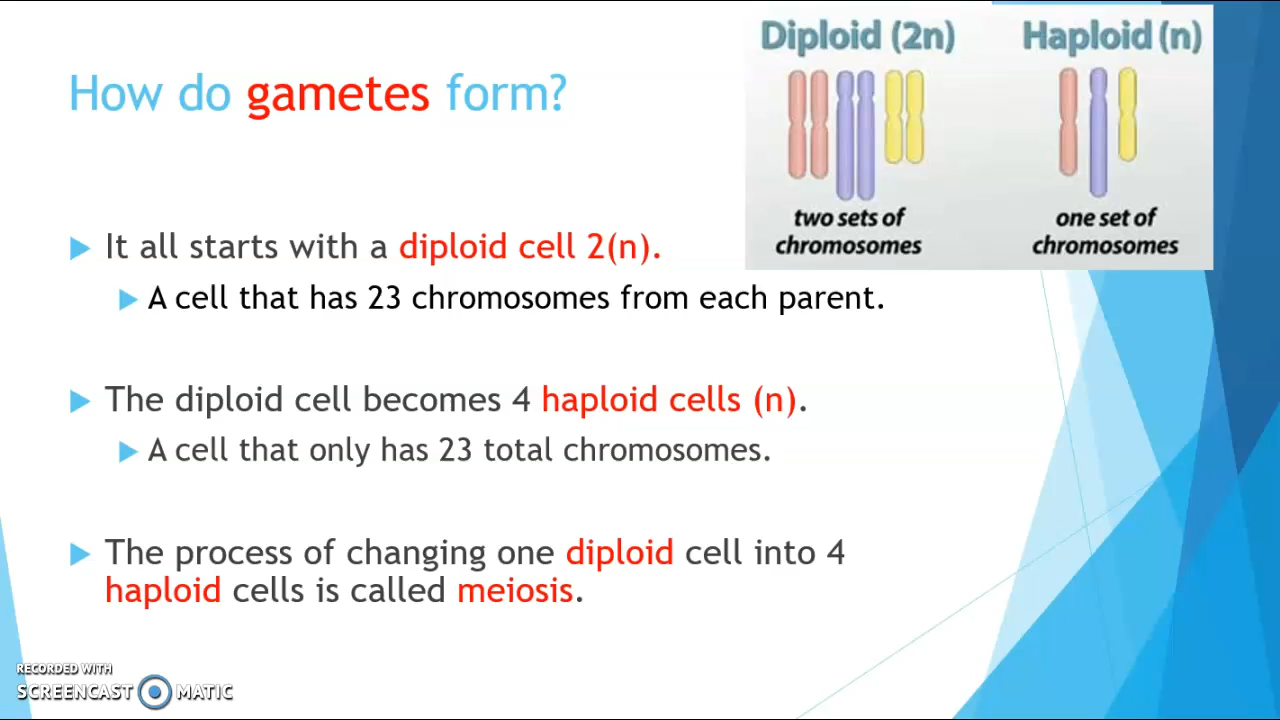 How do gametes form?
Diploid (2n)
Haploid (n)
two sets of
chromosomes
one set of
chromosomes
It all starts with a diploid cell 2(n).
A cell that has 23 chromosomes from each parent.
The diploid cell becomes 4 haploid cells (n).
A cell that only has 23 total chromosomes.
The process of changing one diploid cell into 4
haploid cells is called meiosis.
RECORDED WITH
SCREENCAST MATIC